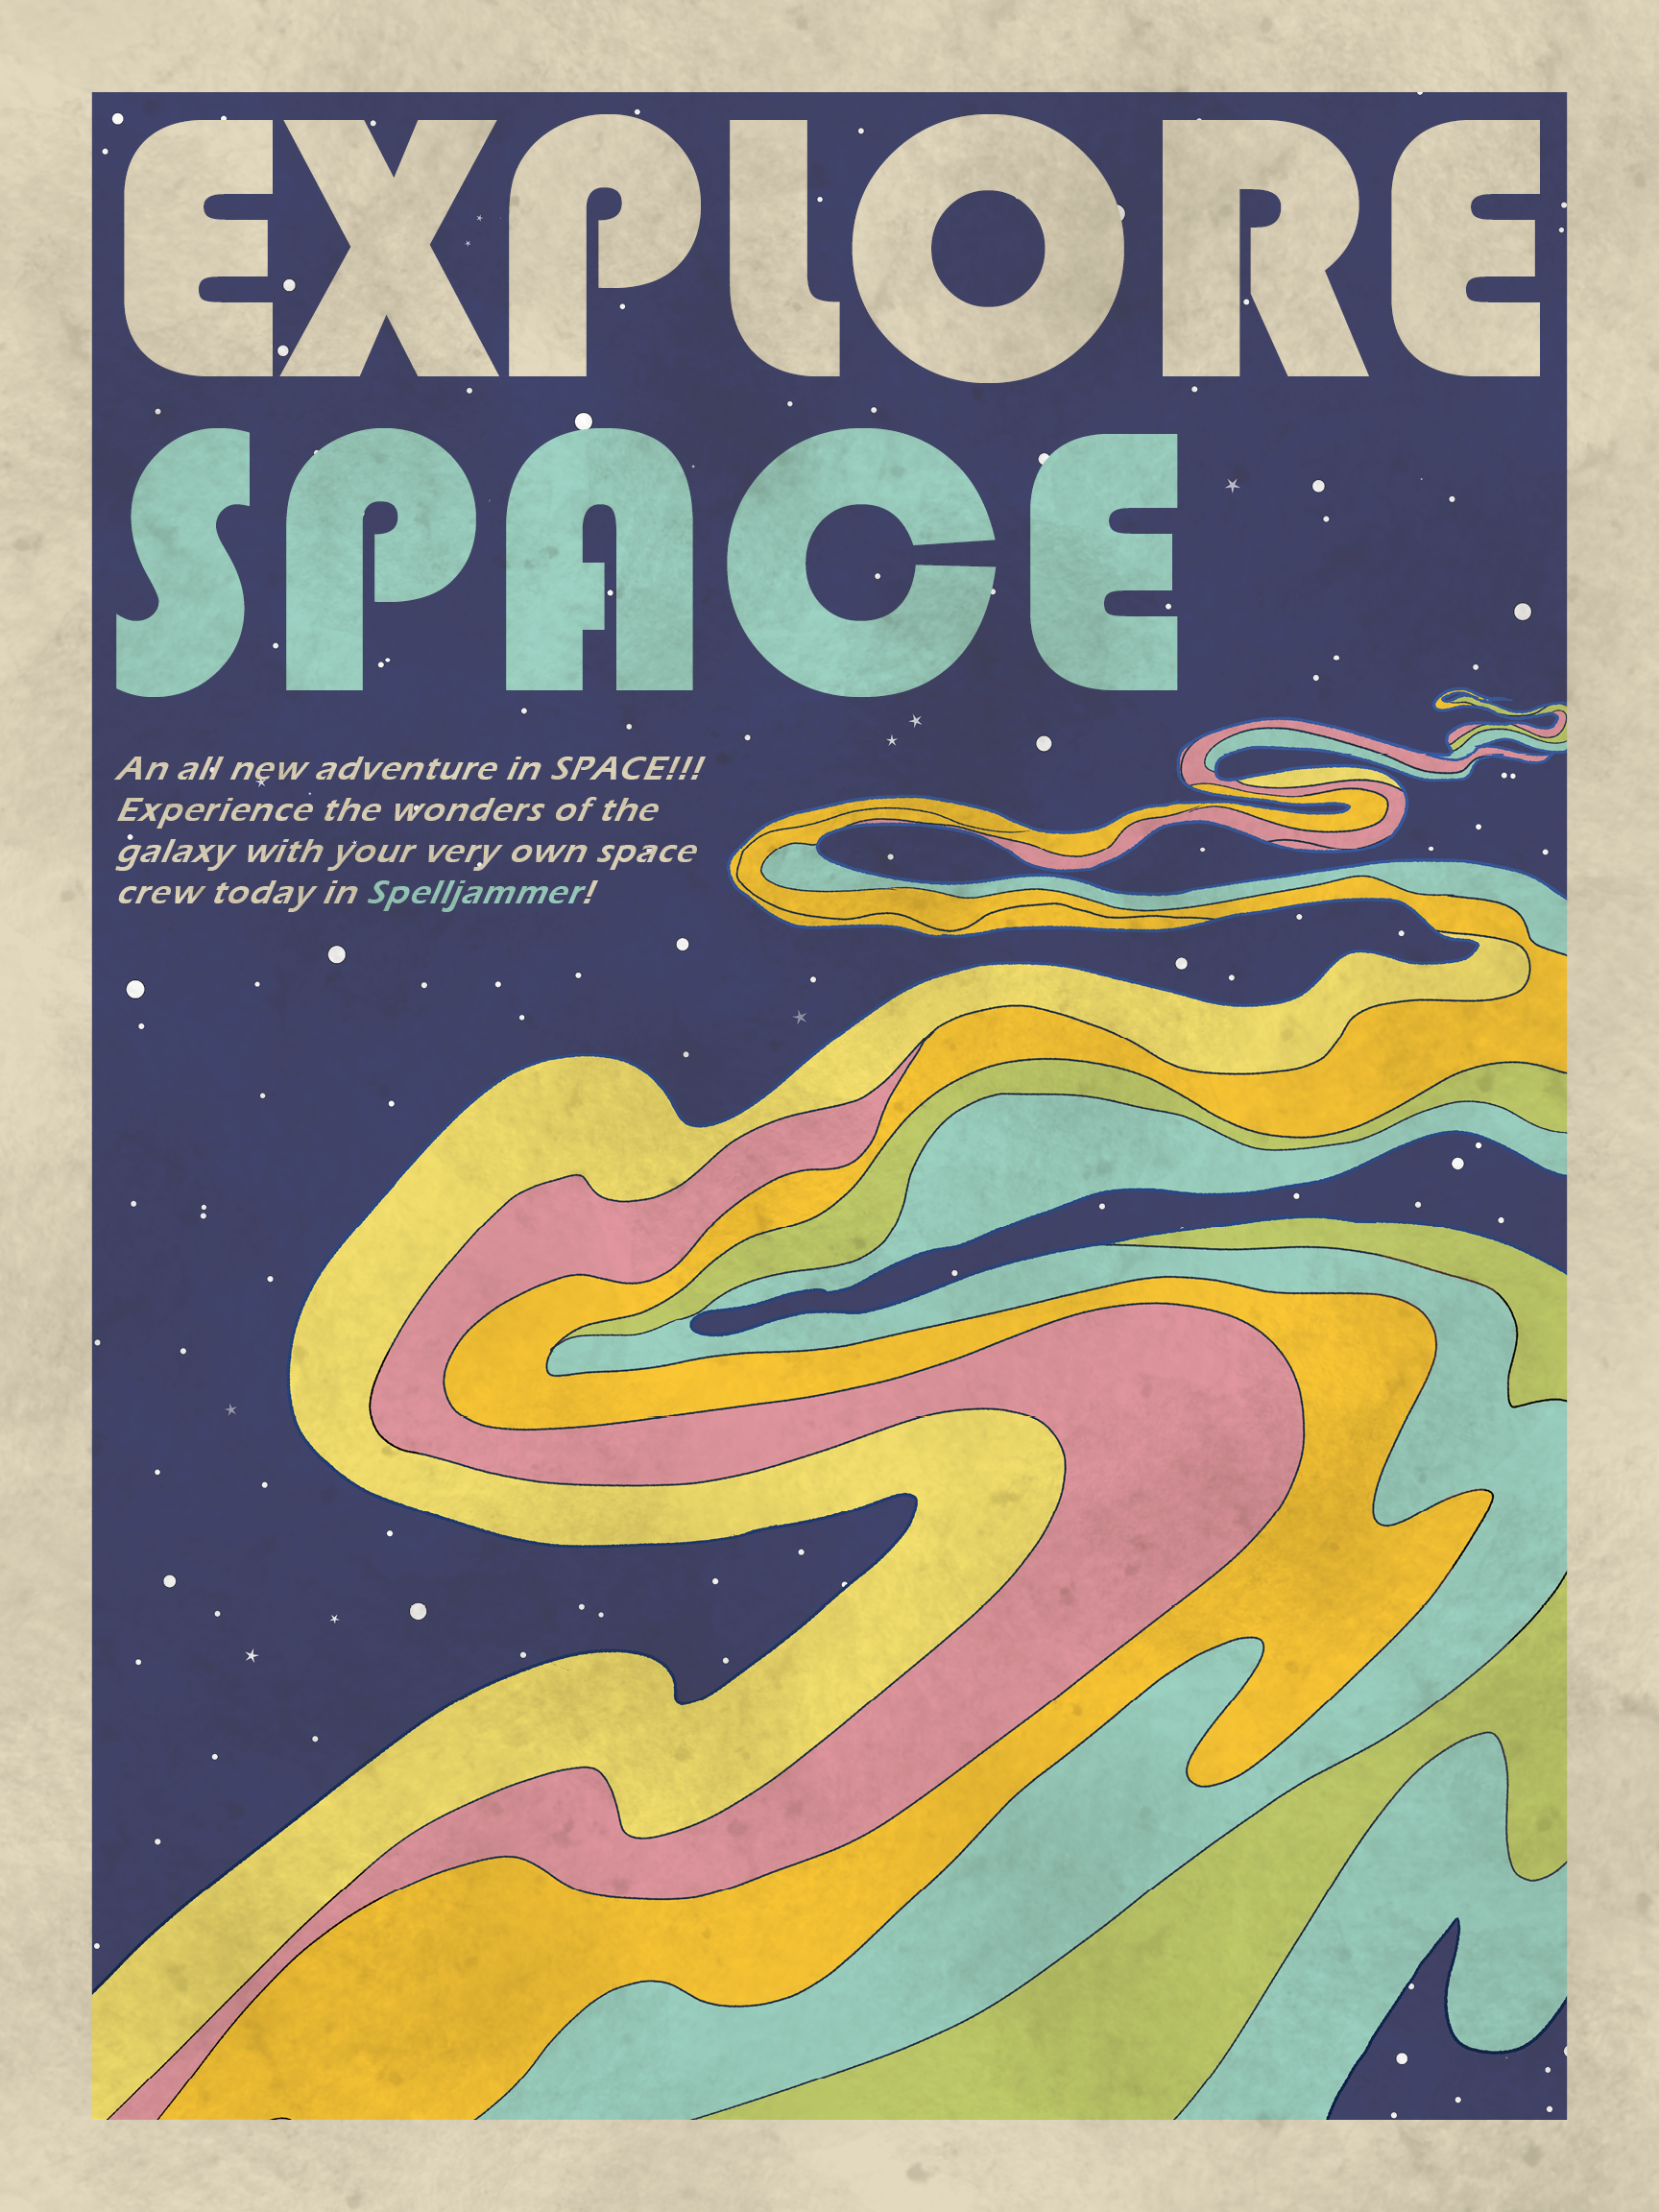 EXPLORE
SPACE
An all new adventure in SPACE!!!
Experience the wonders of the
galaxy with your very own space
crew today in Spelljammer!